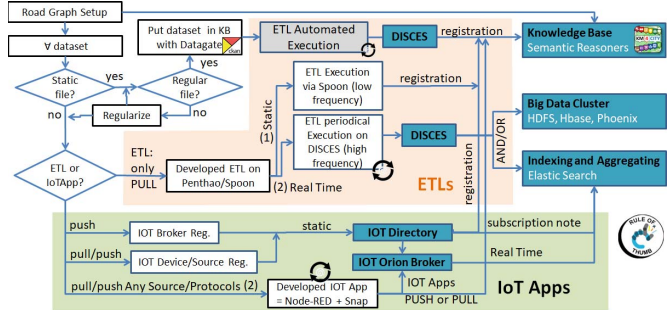 Road Graph Setup
∀ dataset
Static
file?
yes
no
Put dataset in KB
with Datagate
ckan
yes
Regular
file?
no
Regularize
ETL Automated
Execution
DISCES
registration
Knowledge Base
Semantic Reasoners
KM4CITY
(1) Static
ETL Execution
via Spoon (low
frequency)
registration
ETL periodical
Execution on
DISCES (high
frequency)
DISCES
AND/OR
Big Data Cluster
HDFS, Hbase, Phoenix
Indexing and Aggregating
Elastic Search
ETL or
IoTApp?
ETL:
only
PULL
Developed ETL on
Penthao/Spoon
(2) Real Time
ETLs
registration
push
IOT Broker Reg.
static
IOT Directory
subscription note
pull/push
IOT Device/Source Reg.
IOT Orion Broker
Real Time
pull/push Any Source/Protocols (2)
Developed IOT App
= Node-RED + Snap
IOT Apps
PUSH or PULL
IoT Apps
RULE OF
THUMB